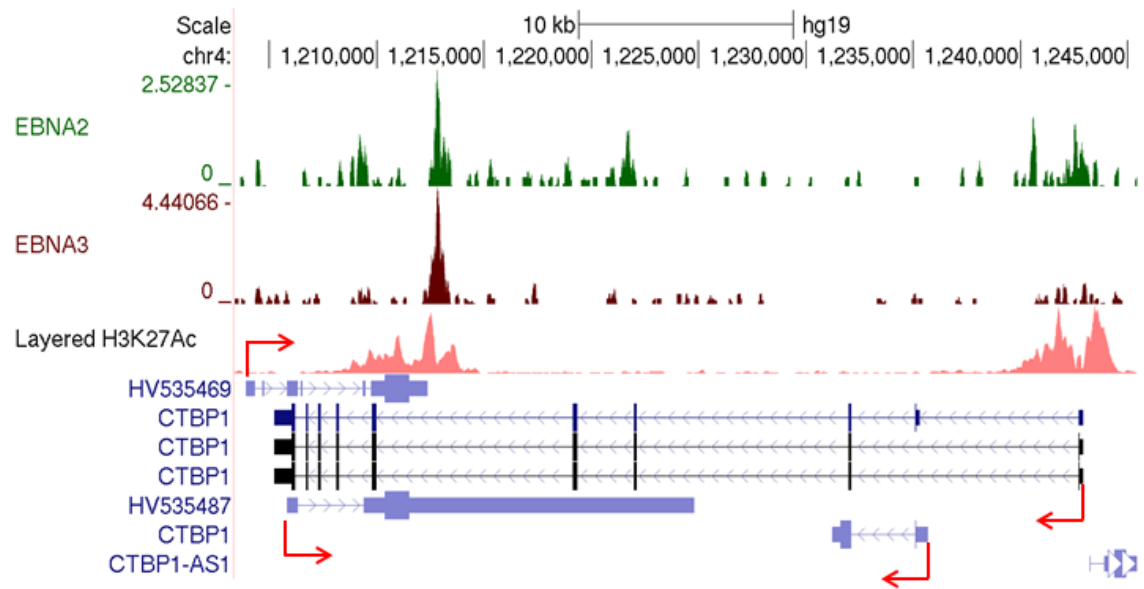 Scale 10 kb hg19
chr4: 1,210,000 1,215,000 1,220,000 1,225,000 1,230,000 1,235,000 1,240,000 1,245,000
2.52837 -
EBNA2
0 _
4.44066 -
EBNA3
0 _
Layered H3K27Ac
HV535469
CTBP1
CTBP1
CTBP1
HV535487
CTBP1
CTBP1-AS1